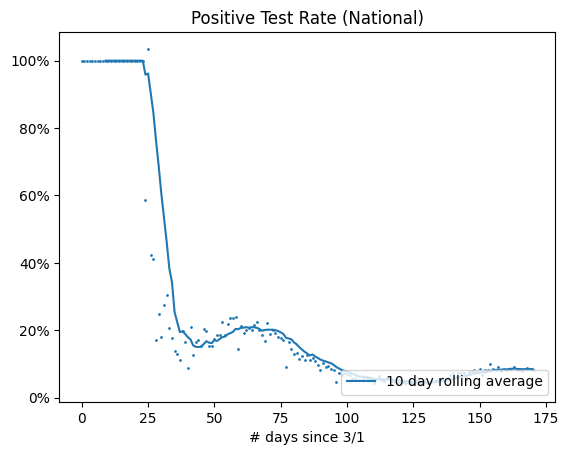 Positive Test Rate (National)
100%
80%
60%
40%
20%
0%
10 day rolling average
0 25 50 75 100 125 150 175
# days since 3/1